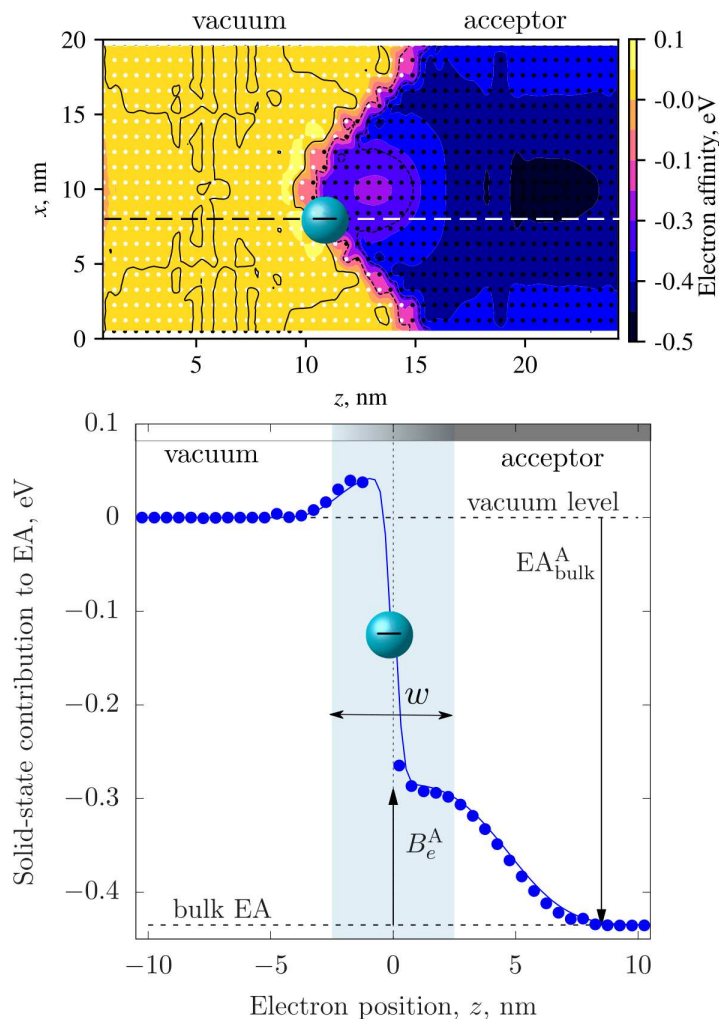 vacuum acceptor
20
15
10
5
0
x, nm
5 10 15 20
z, nm
0.1
-0.0
-0.1
-0.3
-0.4
-0.5
Electron affinity, eV
0.1
0
−0.1
−0.2
−0.3
−0.4
Solid-state contribution to EA, eV
vacuum acceptor
vacuum level
EA^A_bulk
w
B_e^A
bulk EA
−10 −5 0 5 10
Electron position, z, nm